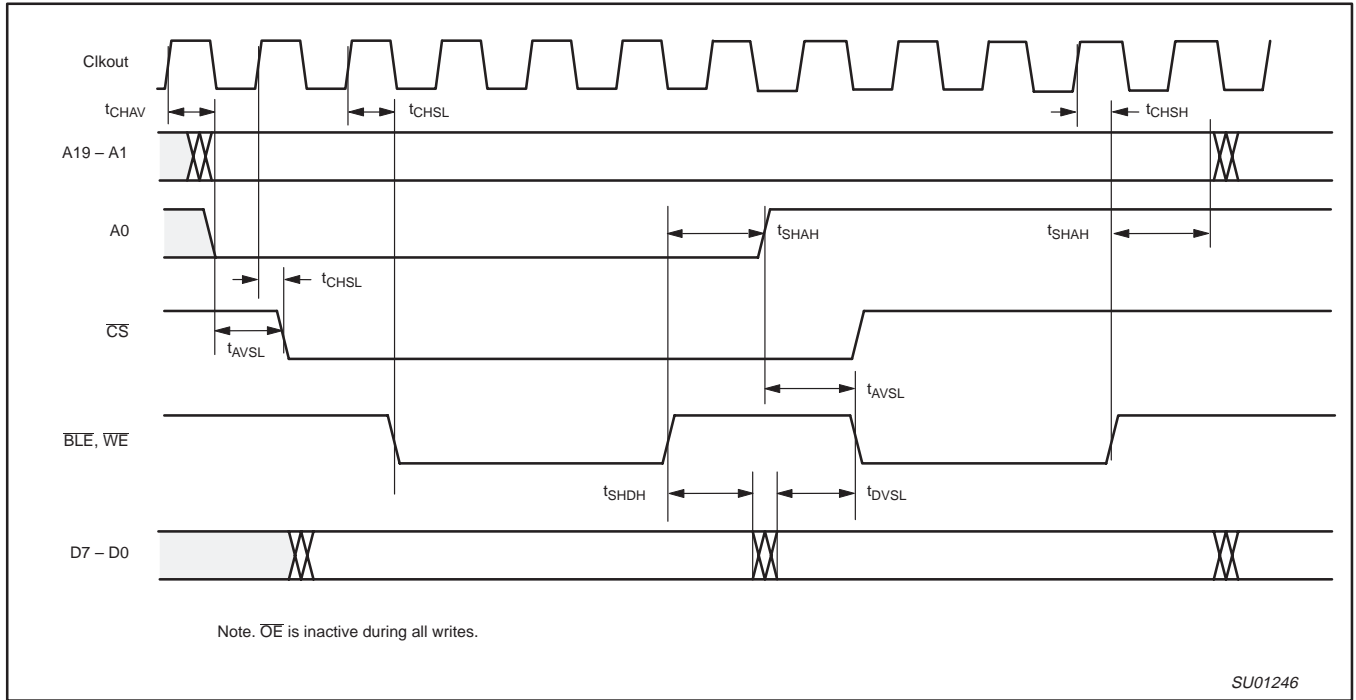 Clkout
tCHAV
tCHSL
tCHSH
A19 – A1
A0
tSHAH
tSHAH
tCHSL
CS
tAVSL
tAVSL
BLE, WE
tSHDH
tDVSL
D7 – D0
Note. OE is inactive during all writes.
SU01246